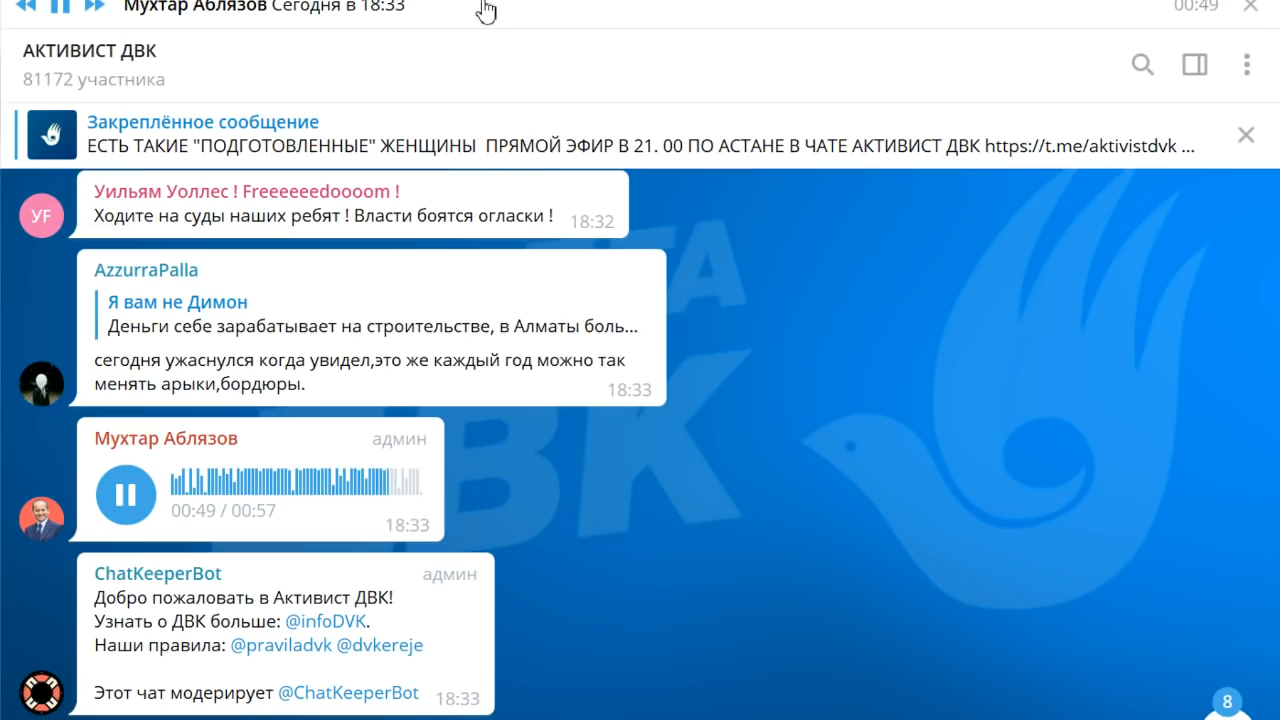 Мухтар Аблязов Сегодня в 18:33
00:49
АКТИВИСТ ДВК
81172 участника
Закреплённое сообщение
ЕСТЬ ТАКИЕ "ПОДГОТОВЛЕННЫЕ" ЖЕНЩИНЫ ПРЯМОЙ ЭФИР В 21. 00 ПО АСТАНЕ В ЧАТЕ АКТИВИСТ ДВК https://t.me/aktivistdvk ...
Уильям Уоллес ! Freeeeeedoooom !
УF
Ходите на суды наших ребят ! Власти боятся огласки !
18:32
AzzurraPalla
Я вам не Димон
Деньги себе зарабатывает на строительстве, в Алматы боль...
сегодня ужаснулся когда увидел,это же каждый год можно так
менять арыки,бордюры.
18:33
Мухтар Аблязов
админ
00:49 / 00:57
18:33
ChatKeeperBot
админ
Добро пожаловать в Активист ДВК!
Узнать о ДВК больше: @infoDVK.
Наши правила: @praviladvk @dvkereje
Этот чат модерирует @ChatKeeperBot
18:33
ДВК
8